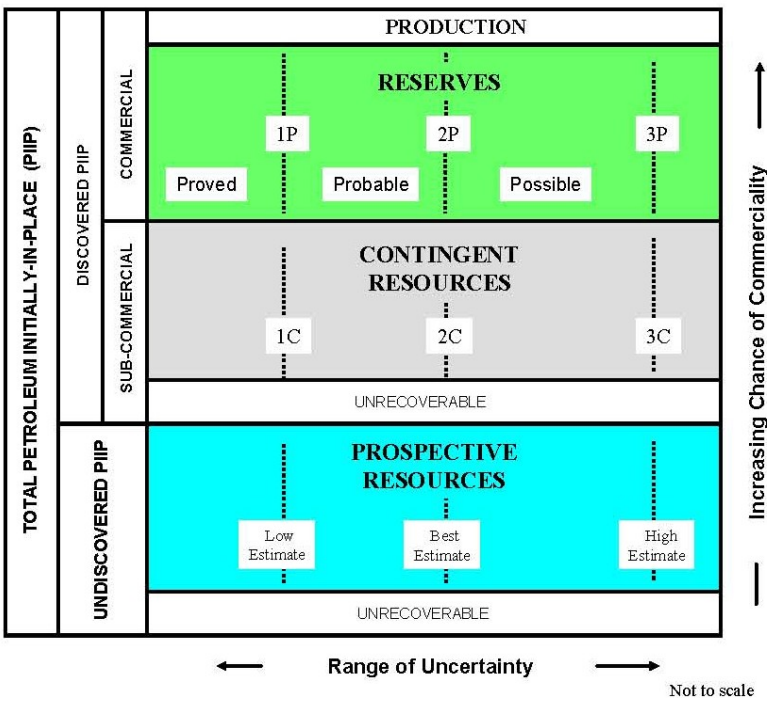 TOTAL PETROLEUM INITIALLY-IN-PLACE (PIIP)
DISCOVERED PIIP
COMMERCIAL
PRODUCTION
RESERVES
1P
2P
3P
Proved
Probable
Possible
SUB-COMMERCIAL
CONTINGENT
RESOURCES
1C
2C
3C
UNRECOVERABLE
UNDISCOVERED PIIP
PROSPECTIVE
RESOURCES
Low
Estimate
Best
Estimate
High
Estimate
UNRECOVERABLE
Increasing Chance of Commerciality
Range of Uncertainty
Not to scale